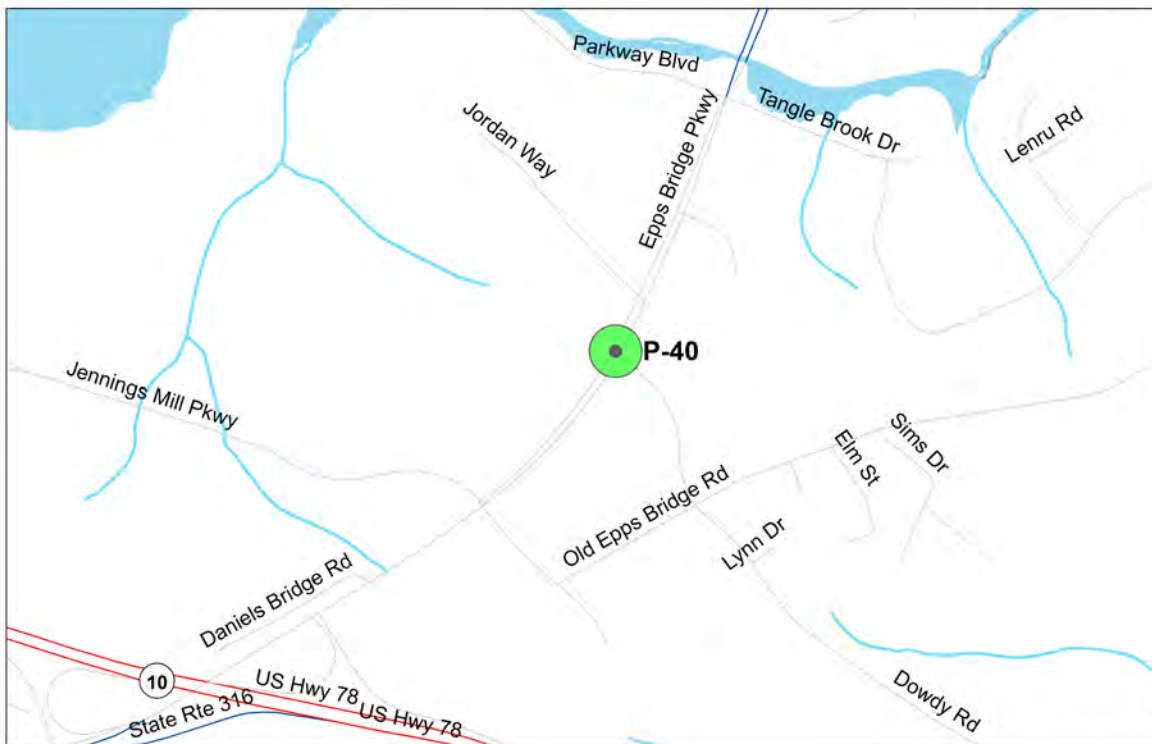 Parkway Blvd
Tangle Brook Dr
Jordan Way
Epps Bridge Pkwy
Lenru Rd
P-40
Jennings Mill Pkwy
Sims Dr
Elm St
Old Epps Bridge Rd
Lynn Dr
Daniels Bridge Rd
10
US Hwy 78
US Hwy 78
State Rte 316
Dowdy Rd